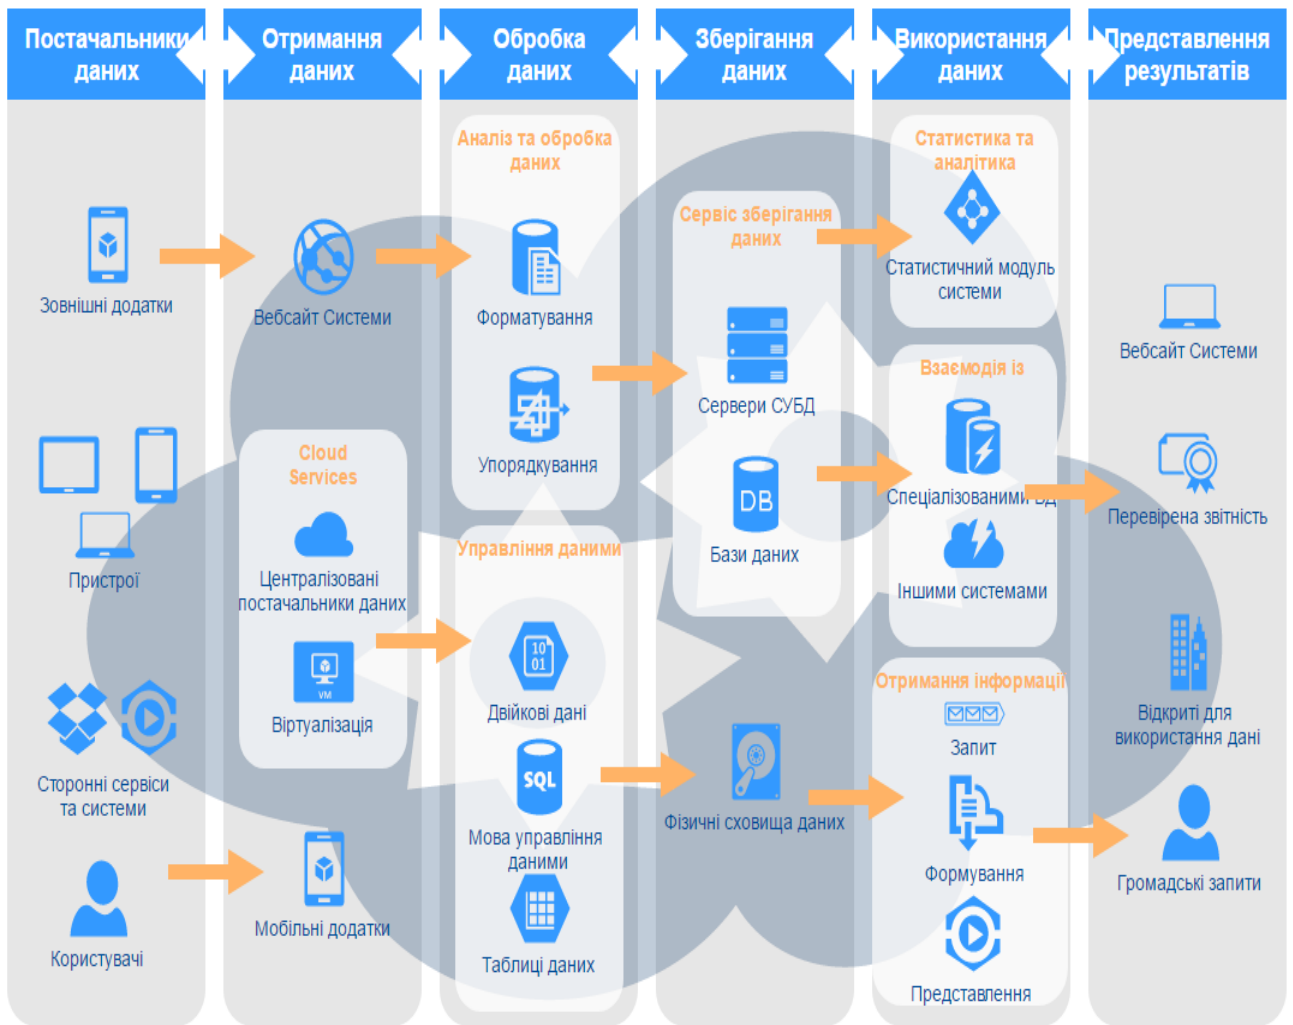 Постачальники
даних
Отримання
даних
Обробка
даних
Зберігання
даних
Використання
даних
Представлення
результатів
Зовнішні додатки
Пристрої
Сторонні сервіси
та системи
Користувачі
Вебсайт Системи
Cloud
Services
Централізовані
постачальники даних
VM
Віртуалізація
Мобільні додатки
Аналіз та обробка
даних
Форматування
Упорядкування
Управління даними
10
01
Двійкові дані
SQL
Мова управління
даними
Таблиці даних
Сервіс зберігання
даних
Сервери СУБД
DB
Бази даних
Фізичні сховища даних
Статистика та
аналітика
Статистичний модуль
системи
Взаємодія із
Спеціалізованими БД
Іншими системами
Отримання інформації
Запит
Формування
Представлення
Вебсайт Системи
Перевірена звітність
Відкриті для
використання дані
Громадські запити